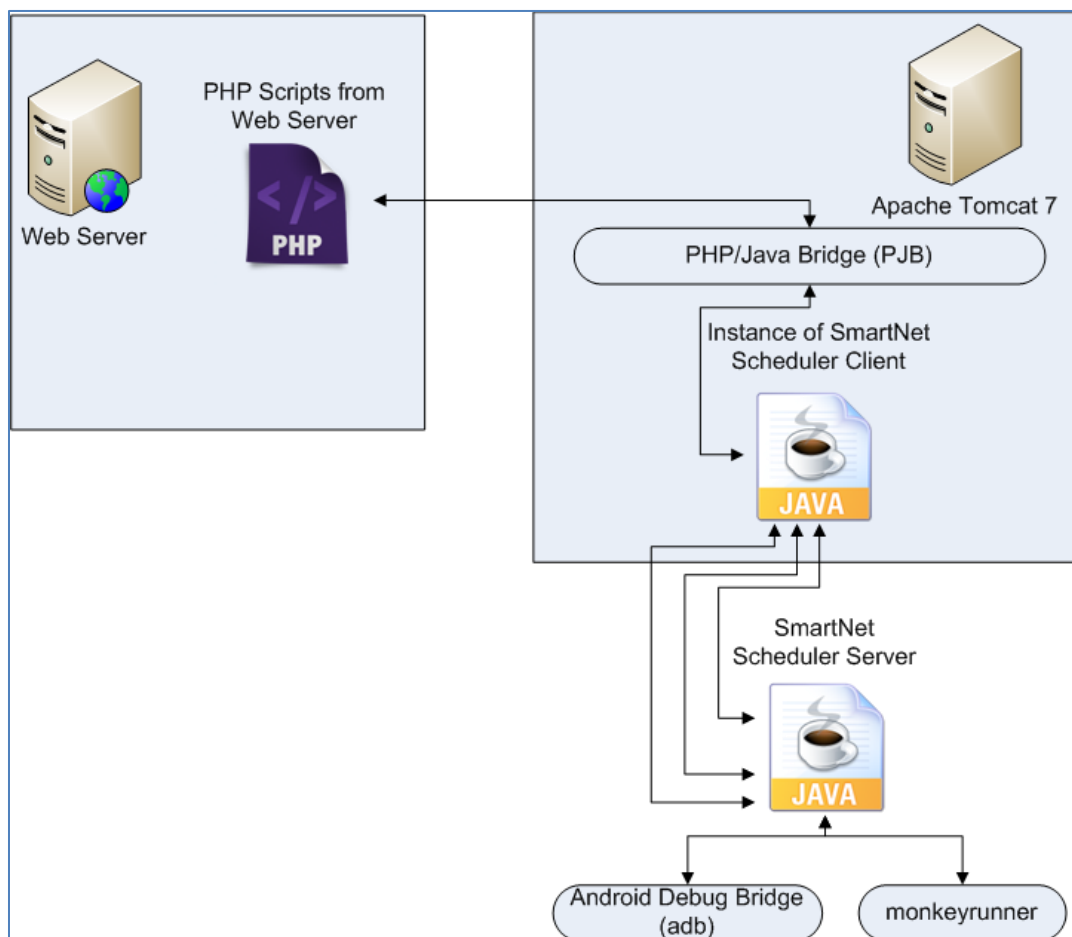 PHP Scripts from
Web Server
</>
PHP
Web Server
Apache Tomcat 7
PHP/Java Bridge (PJB)
Instance of SmartNet
Scheduler Client
JAVA
SmartNet
Scheduler Server
JAVA
Android Debug Bridge
(adb)
monkeyrunner